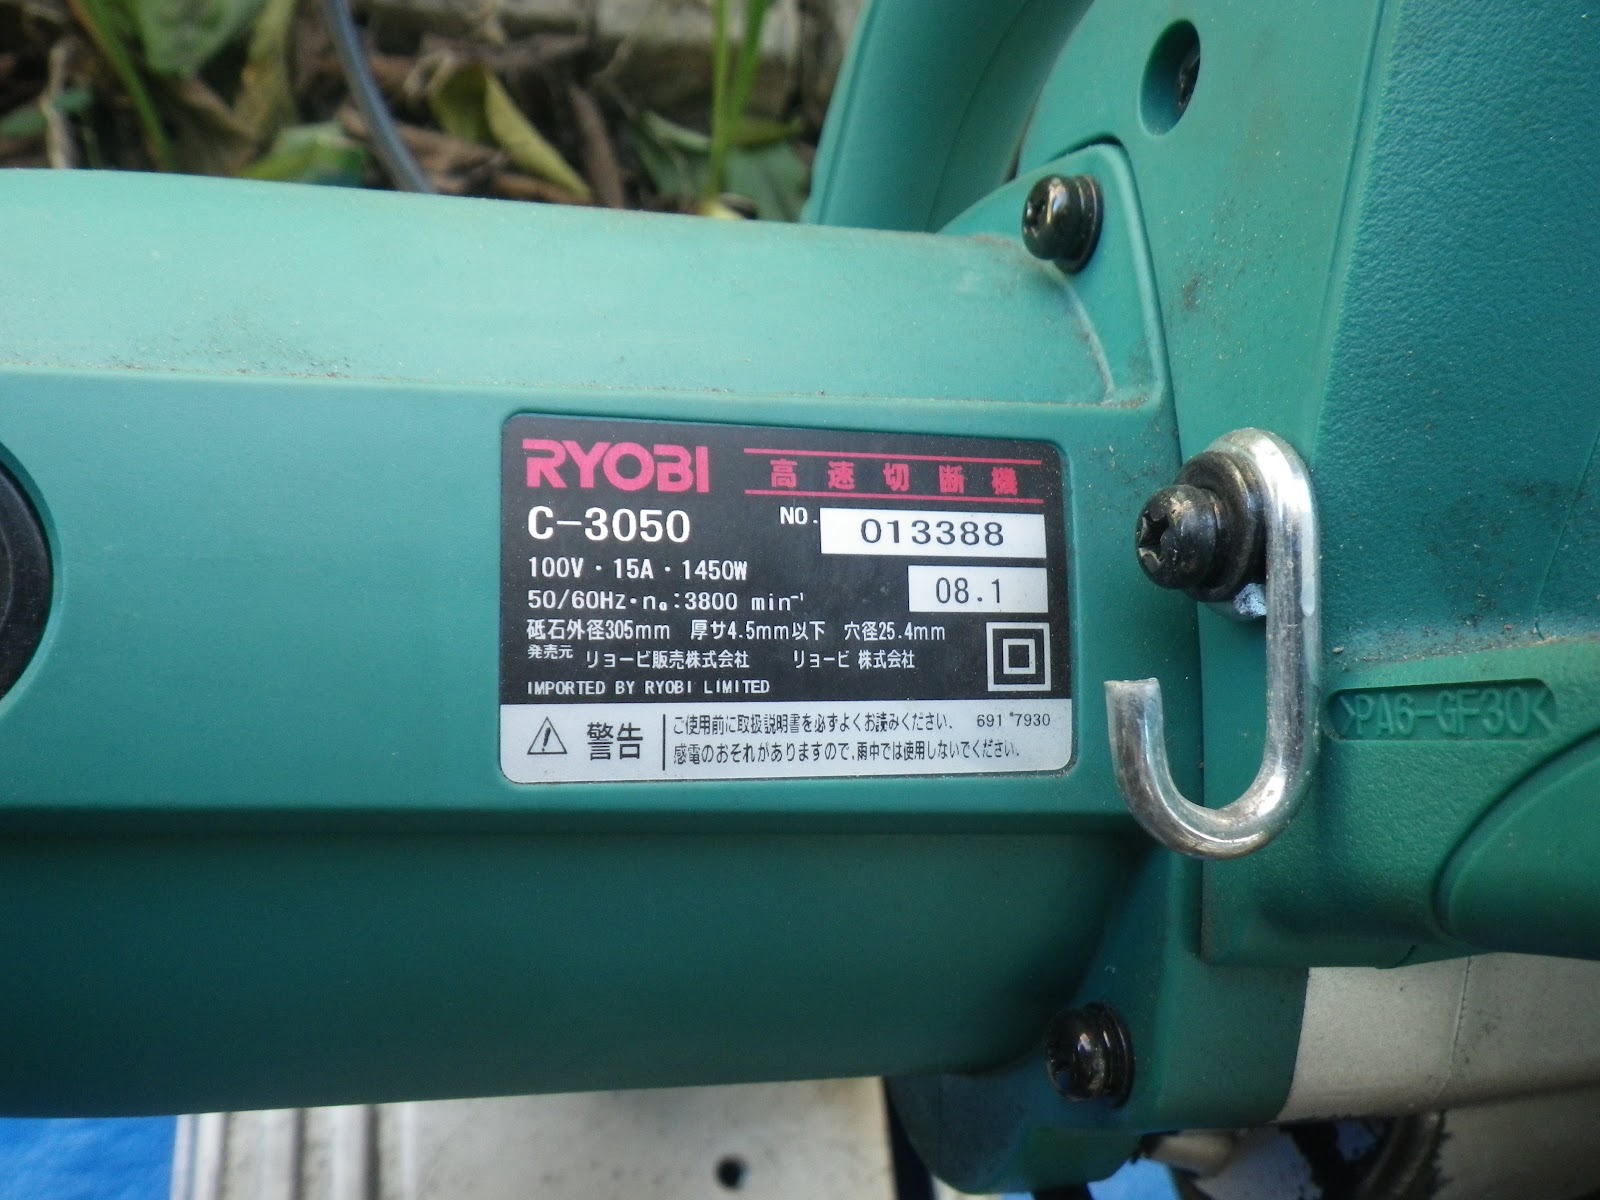 RYOBI 高速切断機
C-3050 NO. 013388
100V・15A・1450W
08.1
50/60Hz・n₀:3800 min⁻¹
砥石外径305mm 厚サ4.5mm以下 穴径25.4mm
発売元 リョービ販売株式会社 リョービ 株式会社
IMPORTED BY RYOBI LIMITED
警告
ご使用前に取扱説明書を必ずよくお読みください。 691*7930
感電のおそれがありますので、雨中では使用しないでください。
>PA6-GF30<